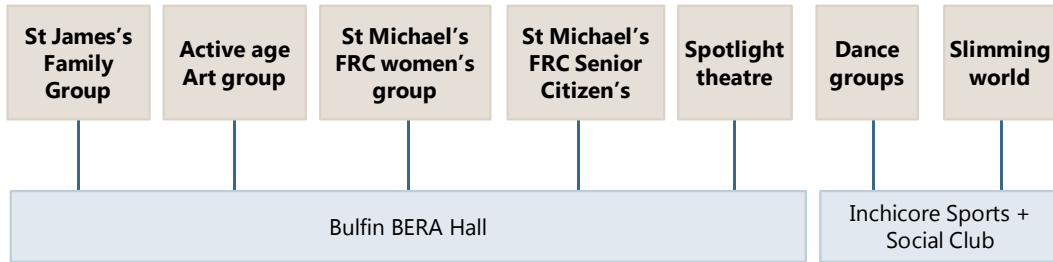 St James’s
Family
Group
Active age
Art group
St Michael’s
FRC women’s
group
St Michael’s
FRC Senior
Citizen’s
Spotlight
theatre
Dance
groups
Slimming
world
Bulfin BERA Hall
Inchicore Sports +
Social Club